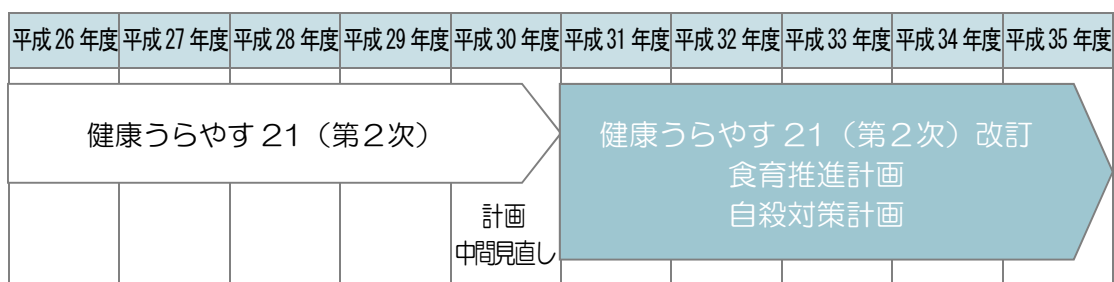 平成26年度 平成27年度 平成28年度 平成29年度 平成30年度 平成31年度 平成32年度 平成33年度 平成34年度 平成35年度
健康うらやす21（第２次）
計画
中間見直し
健康うらやす21（第２次）改訂
食育推進計画
自殺対策計画